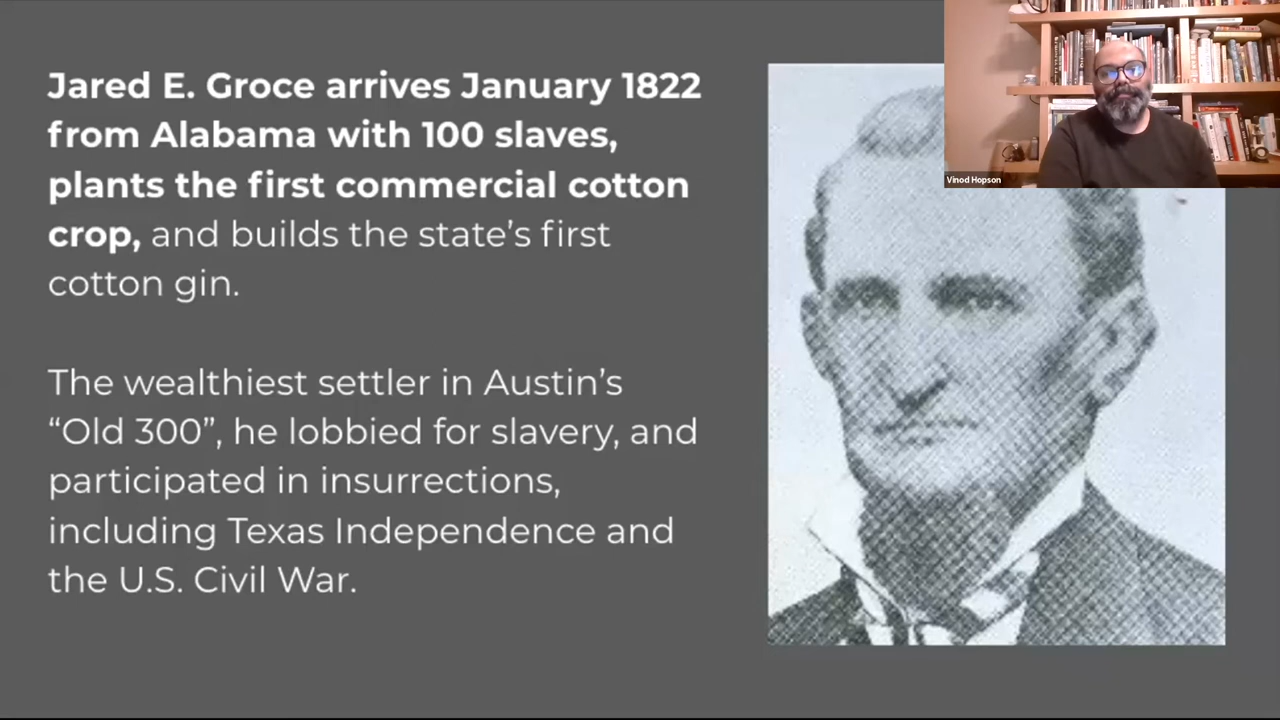 Jared E. Groce arrives January 1822
from Alabama with 100 slaves,
plants the first commercial cotton
crop, and builds the state’s first
cotton gin.
The wealthiest settler in Austin’s
“Old 300”, he lobbied for slavery, and
participated in insurrections,
including Texas Independence and
the U.S. Civil War.
Vinod Hopson